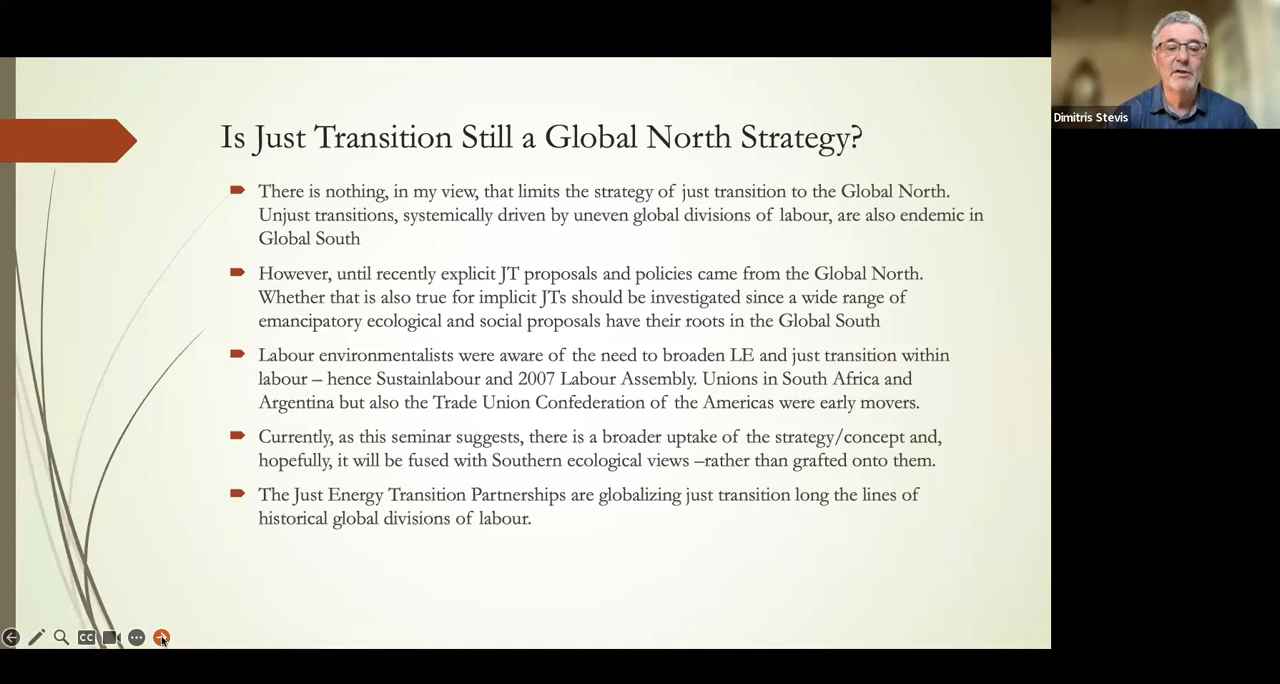 Is Just Transition Still a Global North Strategy?
There is nothing, in my view, that limits the strategy of just transition to the Global North.
Unjust transitions, systemically driven by uneven global divisions of labour, are also endemic in
Global South
However, until recently explicit JT proposals and policies came from the Global North.
Whether that is also true for implicit JTs should be investigated since a wide range of
emancipatory ecological and social proposals have their roots in the Global South
Labour environmentalists were aware of the need to broaden LE and just transition within
labour – hence Sustainlabour and 2007 Labour Assembly. Unions in South Africa and
Argentina but also the Trade Union Confederation of the Americas were early movers.
Currently, as this seminar suggests, there is a broader uptake of the strategy/concept and,
hopefully, it will be fused with Southern ecological views –rather than grafted onto them.
The Just Energy Transition Partnerships are globalizing just transition long the lines of
historical global divisions of labour.
Dimitris Stevis
CC